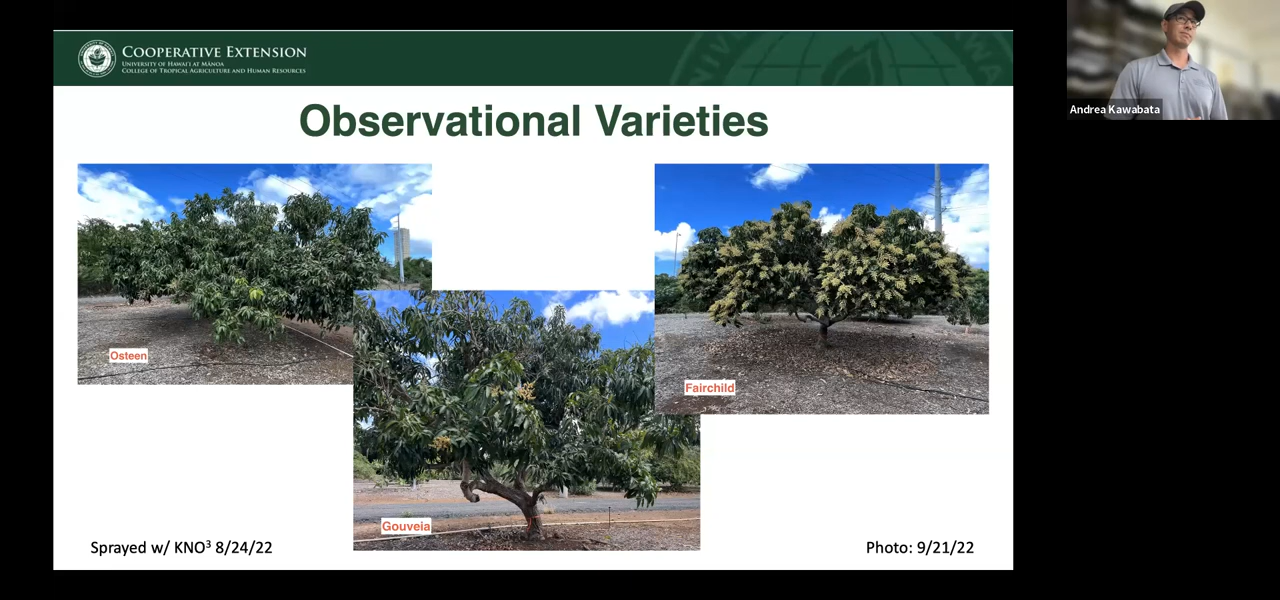 COOPERATIVE EXTENSION
UNIVERSITY OF HAWAI'I AT MĀNOA
COLLEGE OF TROPICAL AGRICULTURE AND HUMAN RESOURCES
Andrea Kawabata
Observational Varieties
Osteen
Fairchild
Gouveia
Sprayed w/ KNO³ 8/24/22
Photo: 9/21/22